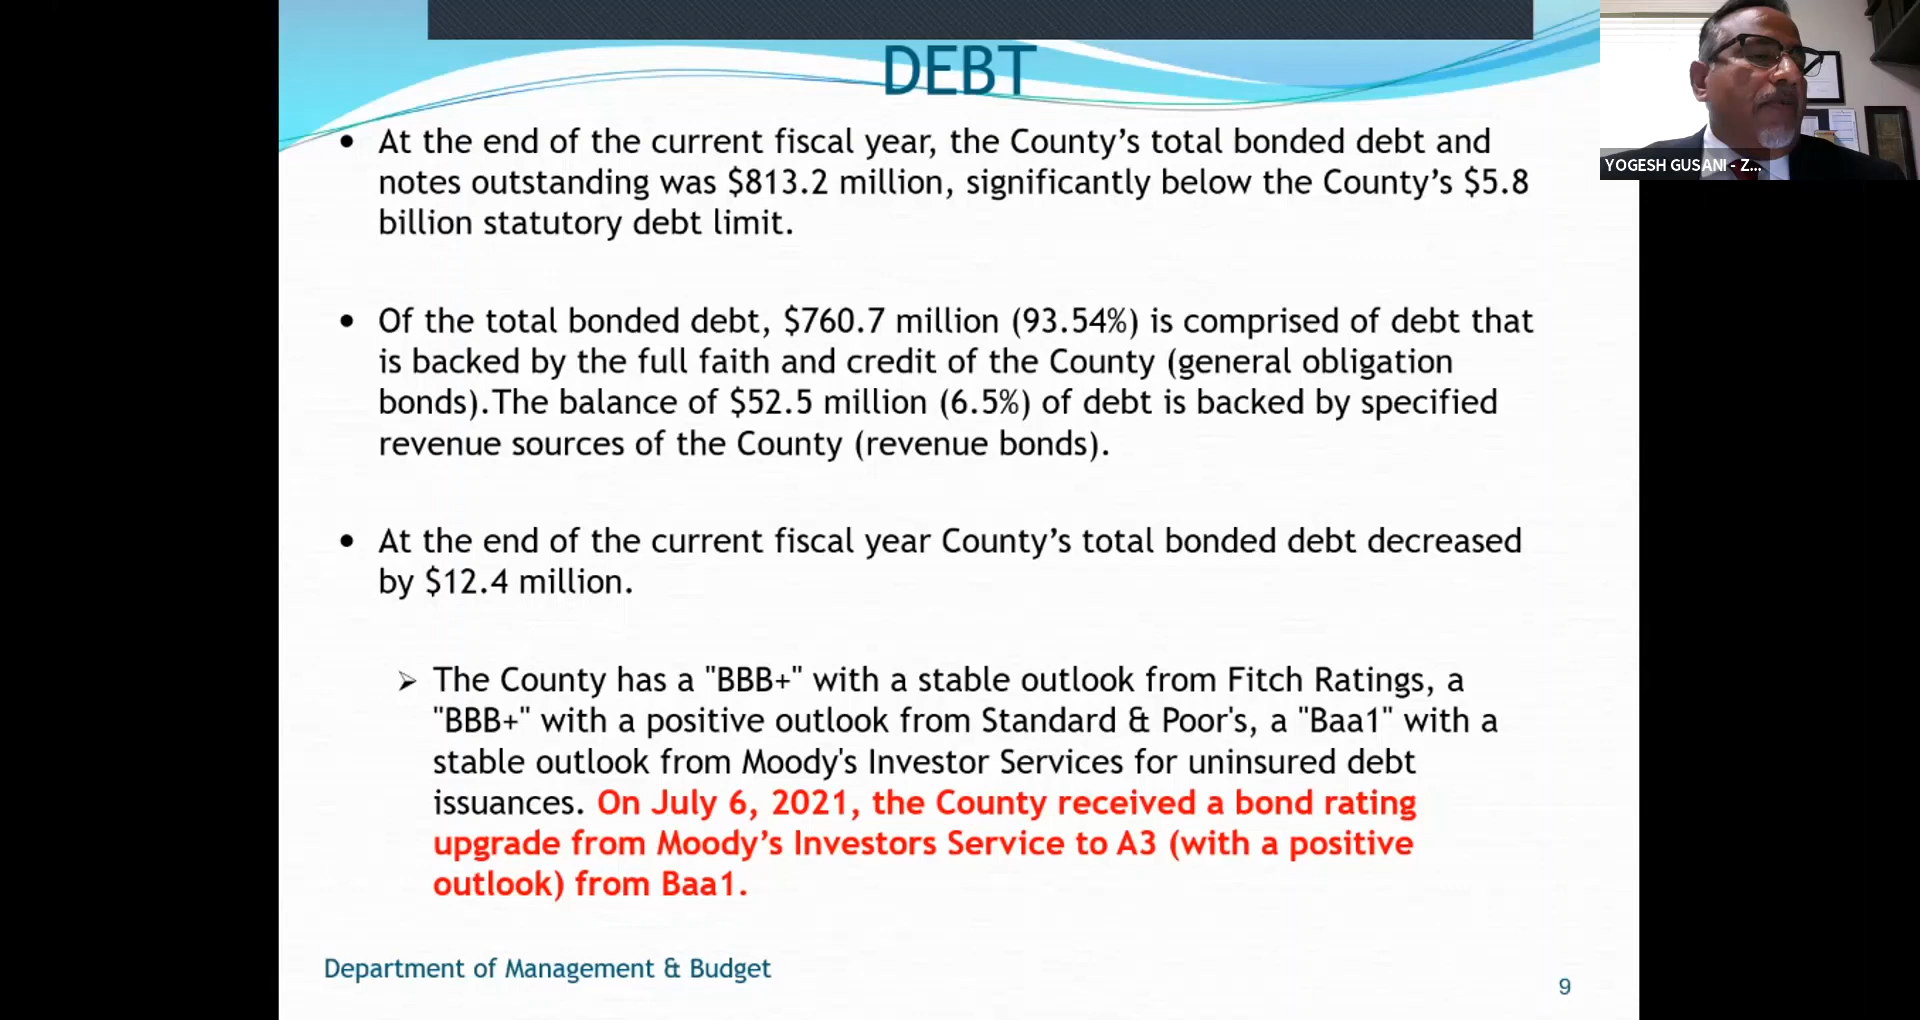 DEBT
• At the end of the current fiscal year, the County’s total bonded debt and
notes outstanding was $813.2 million, significantly below the County’s $5.8
billion statutory debt limit.
• Of the total bonded debt, $760.7 million (93.54%) is comprised of debt that
is backed by the full faith and credit of the County (general obligation
bonds).The balance of $52.5 million (6.5%) of debt is backed by specified
revenue sources of the County (revenue bonds).
• At the end of the current fiscal year County’s total bonded debt decreased
by $12.4 million.
➢ The County has a "BBB+" with a stable outlook from Fitch Ratings, a
"BBB+" with a positive outlook from Standard & Poor's, a "Baa1" with a
stable outlook from Moody's Investor Services for uninsured debt
issuances. On July 6, 2021, the County received a bond rating
upgrade from Moody’s Investors Service to A3 (with a positive
outlook) from Baa1.
Department of Management & Budget
9
YOGESH GUSANI - Z...